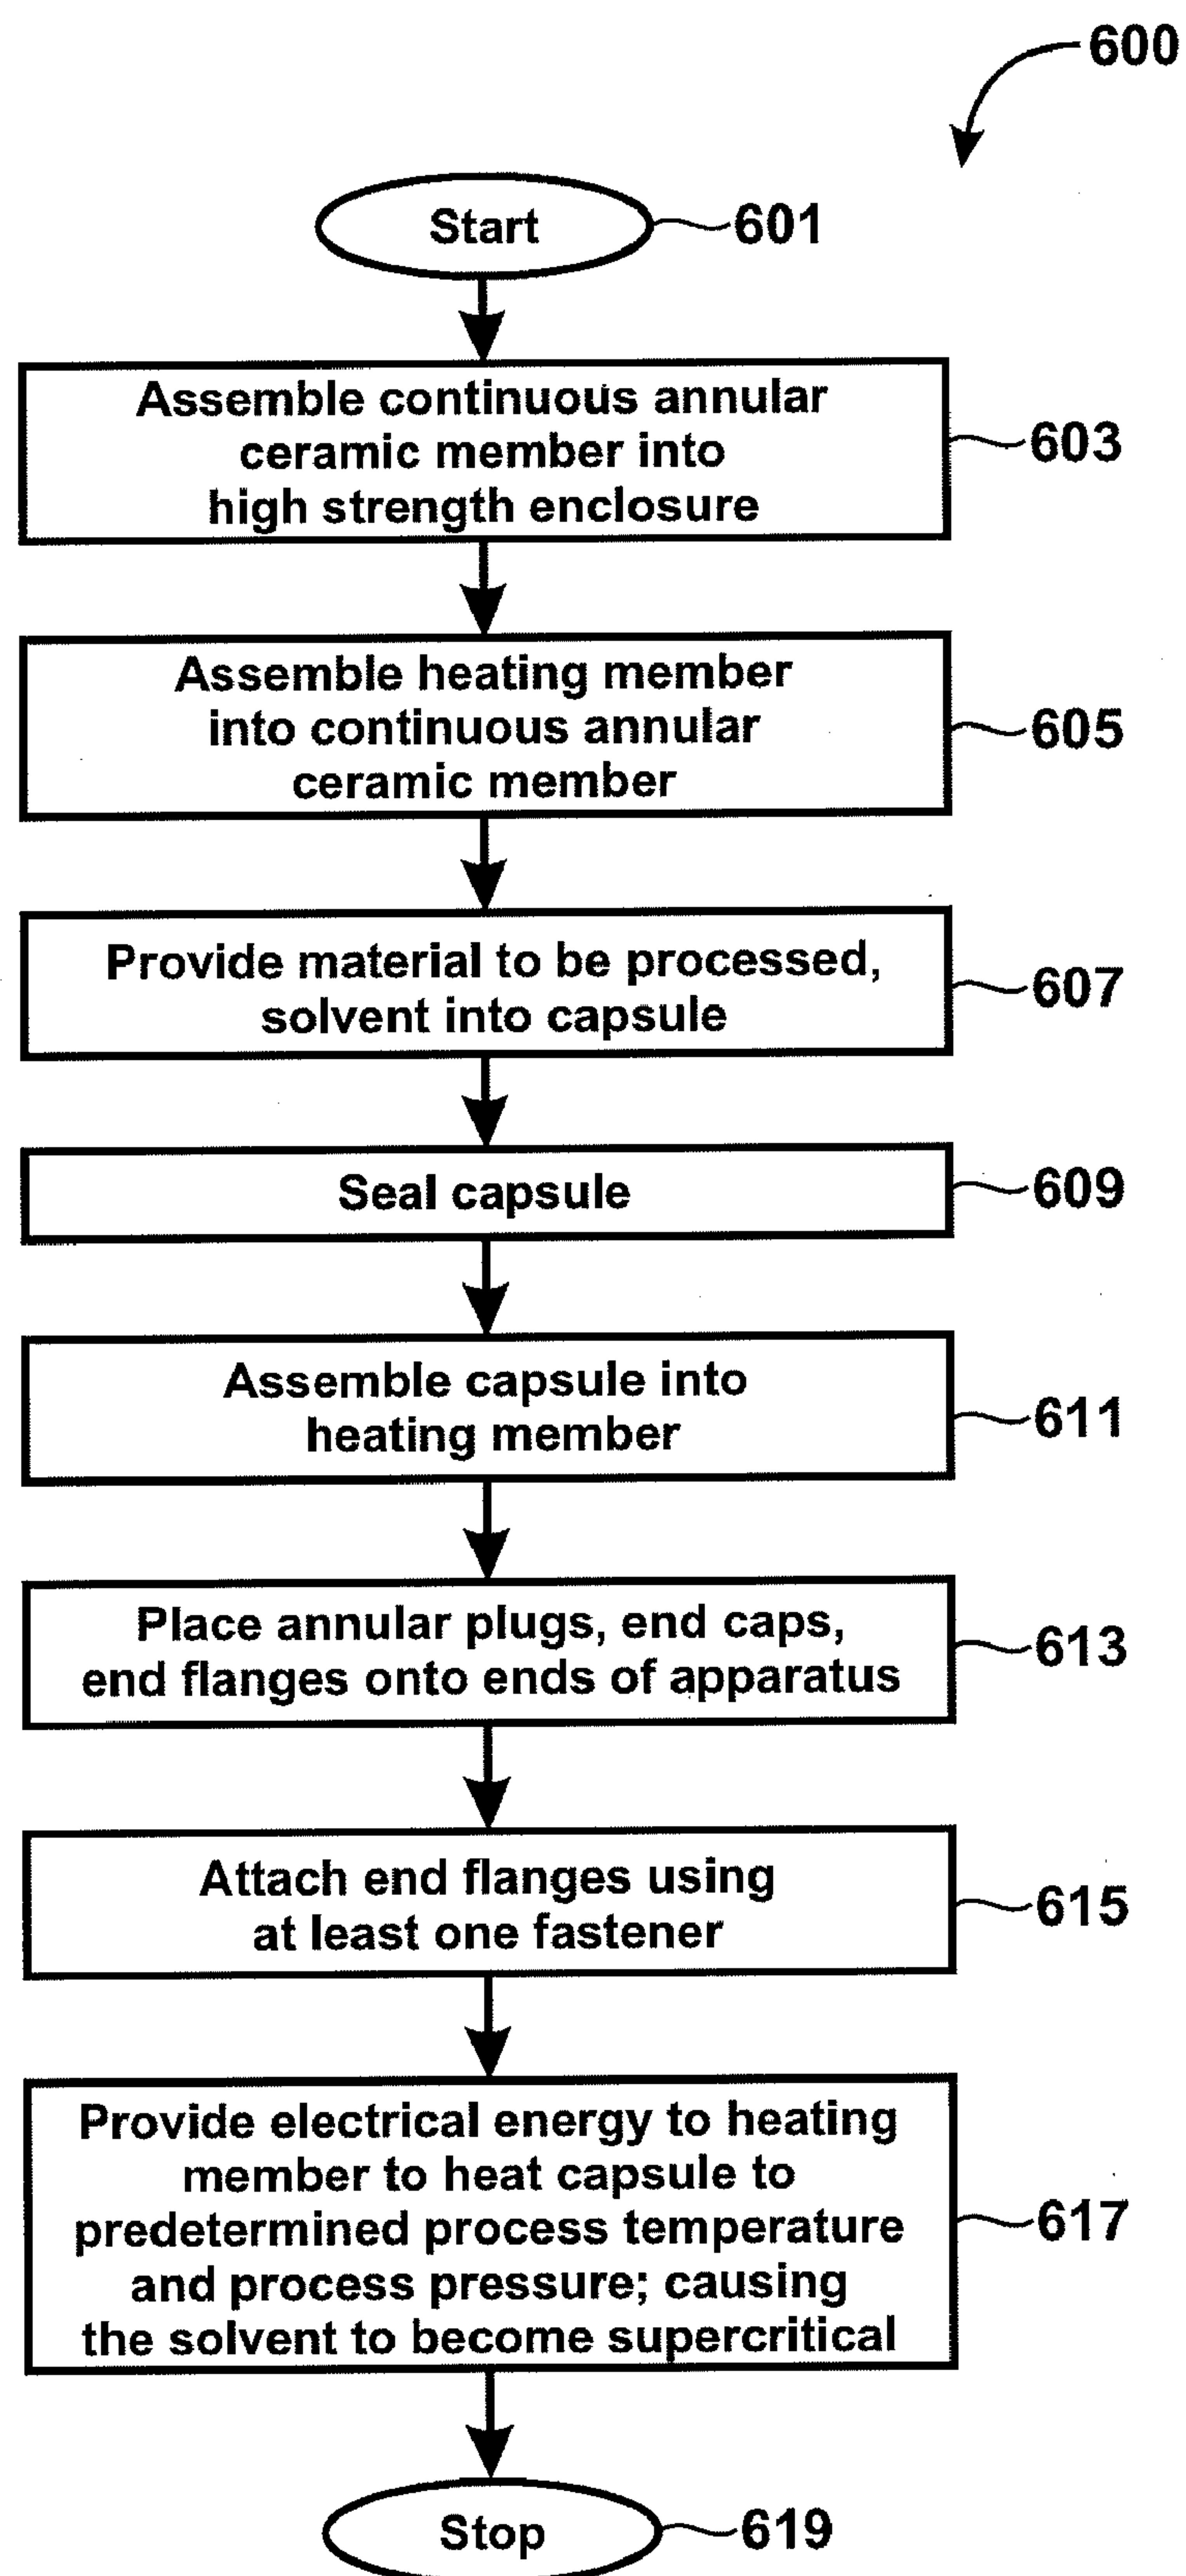 600
Start
601
Assemble continuous annular
ceramic member into
high strength enclosure
603
Assemble heating member
into continuous annular
ceramic member
605
Provide material to be processed,
solvent into capsule
607
Seal capsule
609
Assemble capsule into
heating member
611
Place annular plugs, end caps,
end flanges onto ends of apparatus
613
Attach end flanges using
at least one fastener
615
Provide electrical energy to heating
member to heat capsule to
predetermined process temperature
and process pressure; causing
the solvent to become supercritical
617
Stop
619